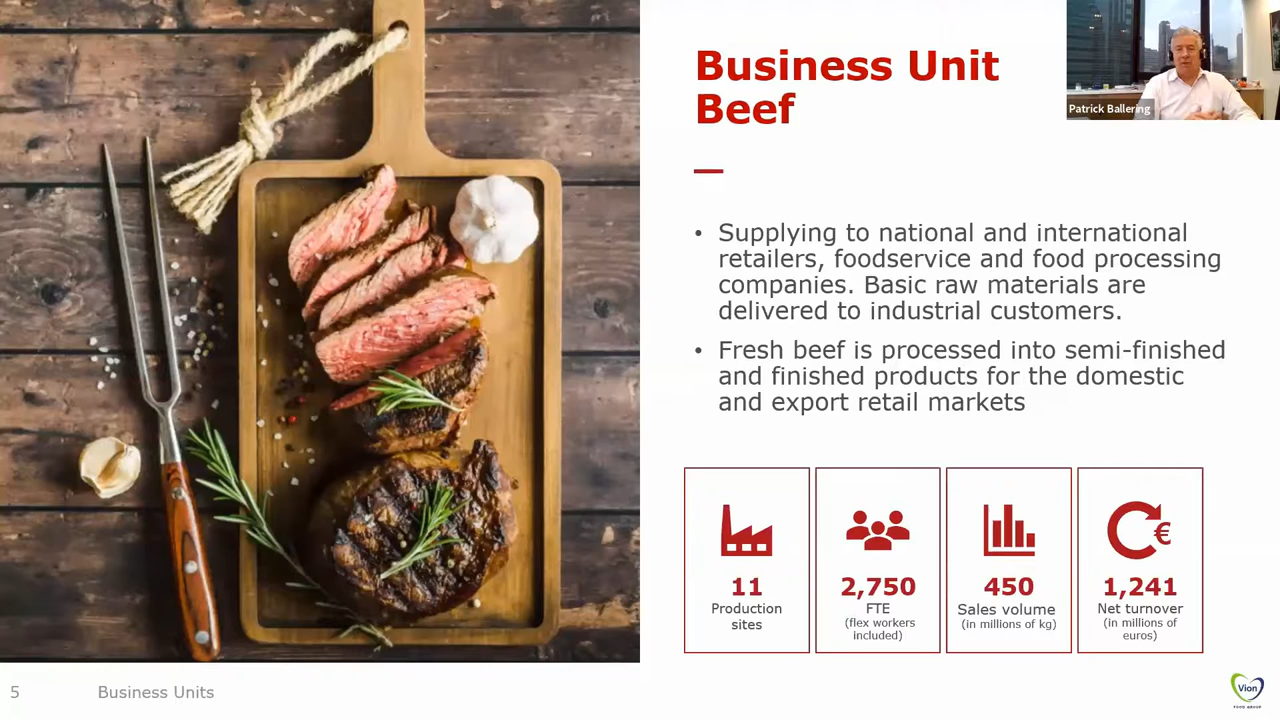 Business Unit
Beef
Patrick Ballering
• Supplying to national and international
retailers, foodservice and food processing
companies. Basic raw materials are
delivered to industrial customers.
• Fresh beef is processed into semi-finished
and finished products for the domestic
and export retail markets
11
Production
sites
2,750
FTE
(flex workers
included)
450
Sales volume
(in millions of kg)
€
1,241
Net turnover
(in millions of
euros)
5 Business Units
Vion
FOOD GROUP